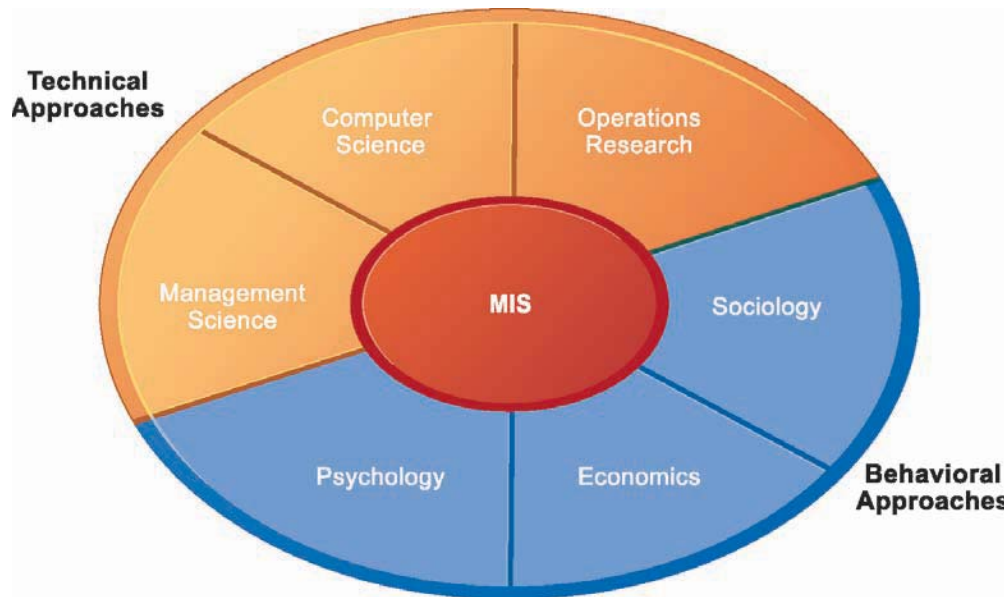 Technical
Approaches
Computer
Science
Operations
Research
Management
Science
MIS
Sociology
Psychology
Economics
Behavioral
Approaches